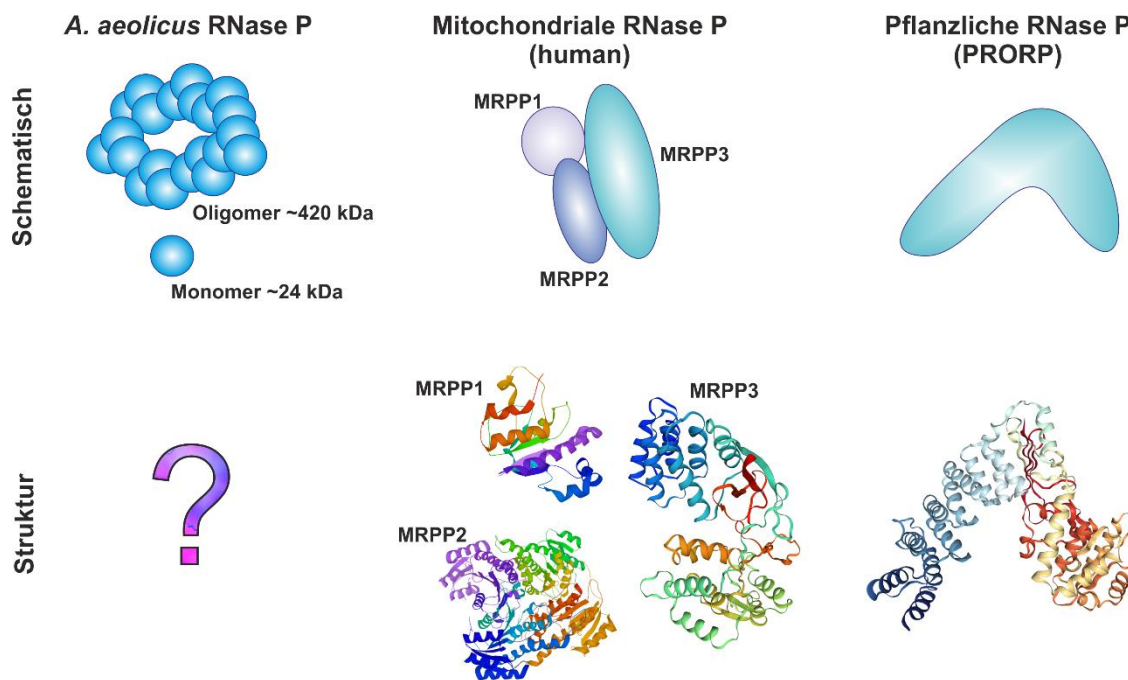 A. aeolicus RNase P
Mitochondriale RNase P
(human)
Pflanzliche RNase P
(PRORP)
Schematisch
Oligomer ~420 kDa
Monomer ~24 kDa
MRPP1
MRPP3
MRPP2
Struktur
?
MRPP1
MRPP3
MRPP2